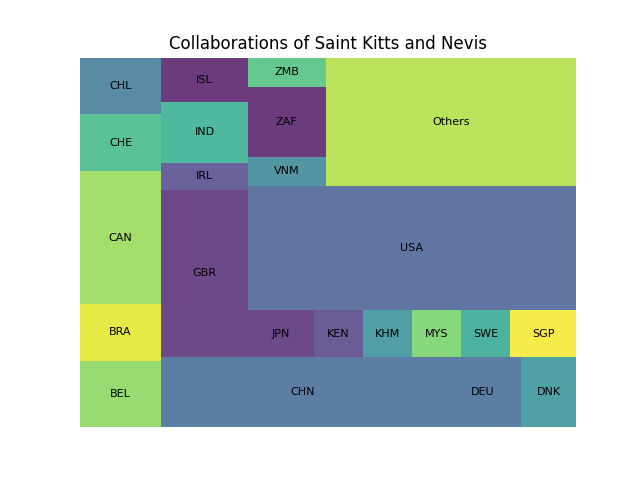 Collaborations of Saint Kitts and Nevis
CHL
ISL
ZMB
Others
ZAF
IND
CHE
VNM
IRL
CAN
USA
GBR
BRA
JPN
KEN
KHM
MYS
SWE
SGP
BEL
CHN
DEU
DNK